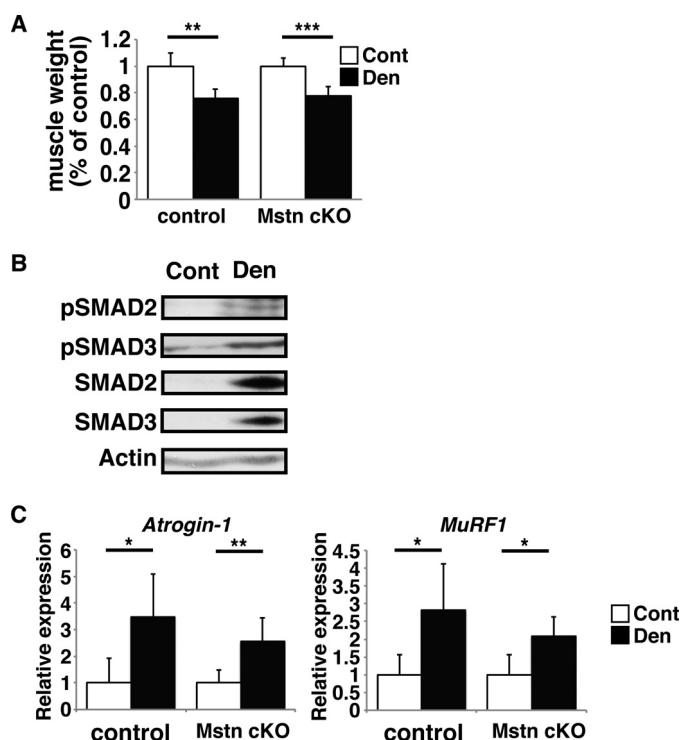 A
muscle weight
(% of control)
1.2
1
0.8
0.6
0.4
0.2
0
**
***
Cont
Den
control
Mstn cKO
B
Cont Den
pSMAD2
pSMAD3
SMAD2
SMAD3
Actin
C
Atrogin-1
Relative expression
6
5
4
3
2
1
0
*
**
control
Mstn cKO
MuRF1
Relative expression
4.5
4
3.5
3
2.5
2
1.5
1
0.5
0
*
*
control
Mstn cKO
Cont
Den